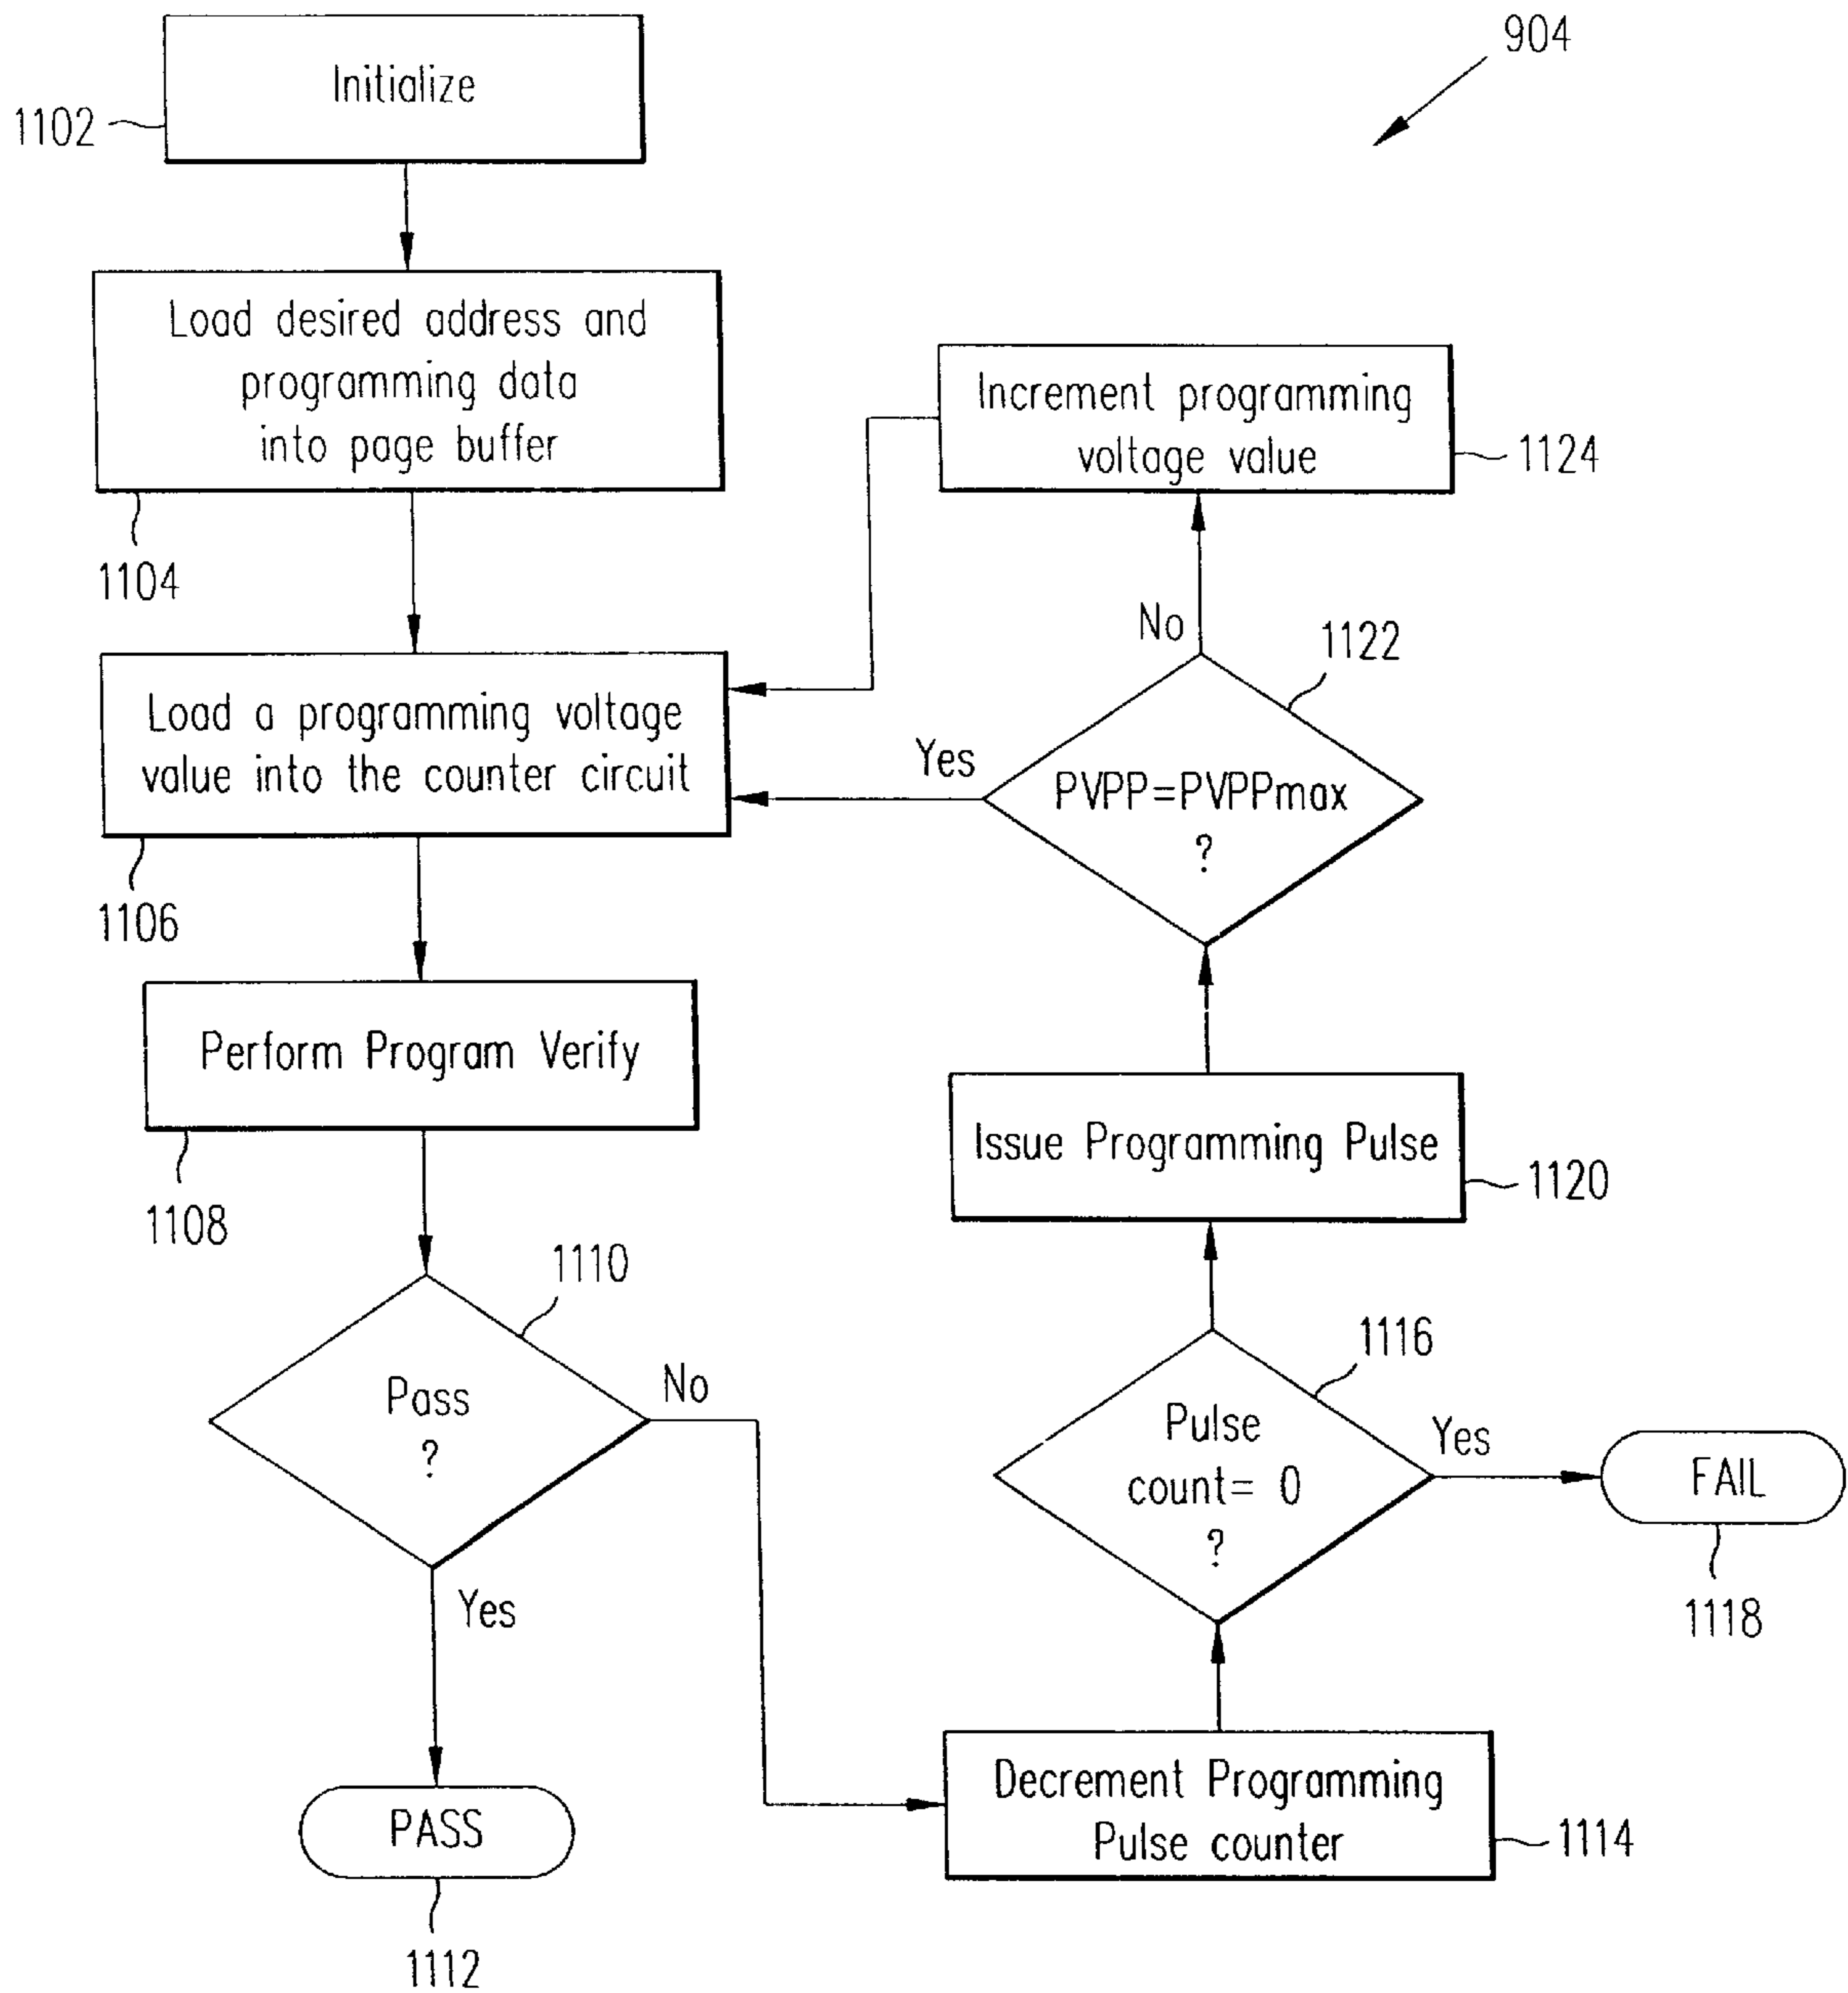 904
Initialize
1102
Load desired address and
programming data
into page buffer
1104
Increment programming
voltage value
1124
No
1122
Load a programming voltage
value into the counter circuit
1106
Yes
PVPP=PVPPmax
?
Perform Program Verify
1108
Issue Programming Pulse
1120
1110
Pass
?
No
Yes
1116
Pulse
count= 0
?
Yes
FAIL
1118
PASS
1112
Decrement Programming
Pulse counter
1114